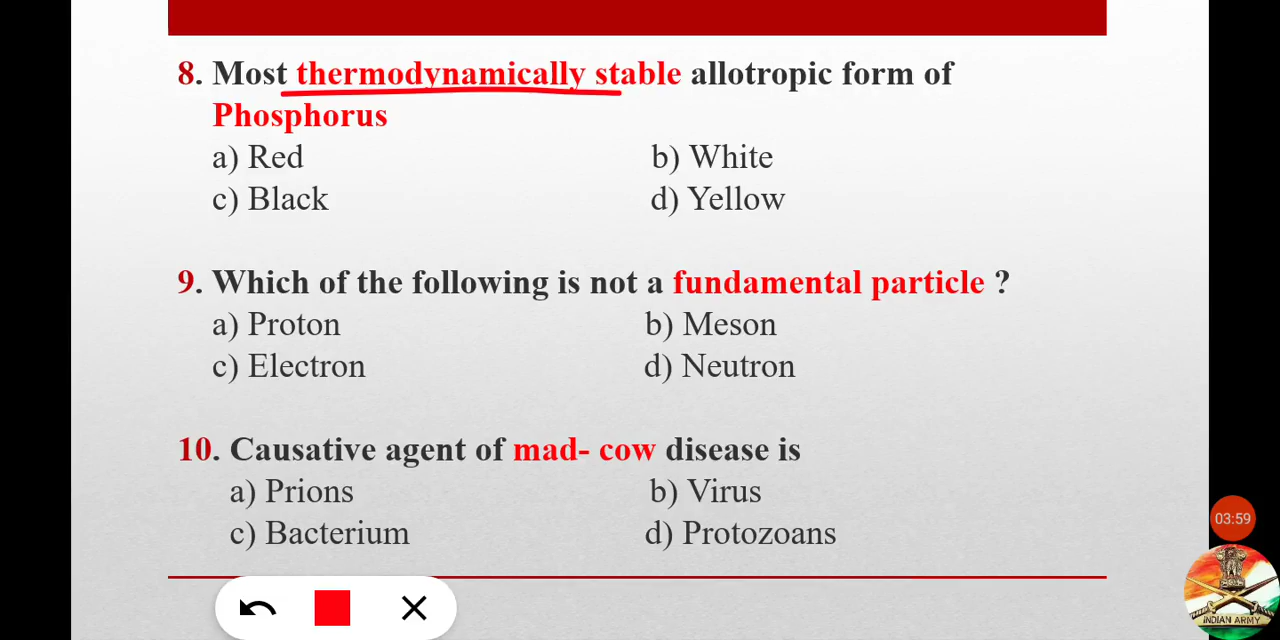 8. Most thermodynamically stable allotropic form of
Phosphorus
a) Red b) White
c) Black d) Yellow
9. Which of the following is not a fundamental particle ?
a) Proton b) Meson
c) Electron d) Neutron
10. Causative agent of mad- cow disease is
a) Prions b) Virus
c) Bacterium d) Protozoans
03:59
INDIAN ARMY